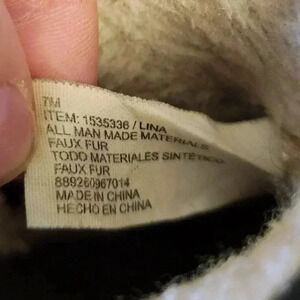 7M
ITEM: 1535336 / LINA
ALL MAN MADE MATERIALS
FAUX FUR
TODO MATERIALES SINTÉTICO
FAUX FUR
889260967014
MADE IN CHINA
HECHO EN CHINA